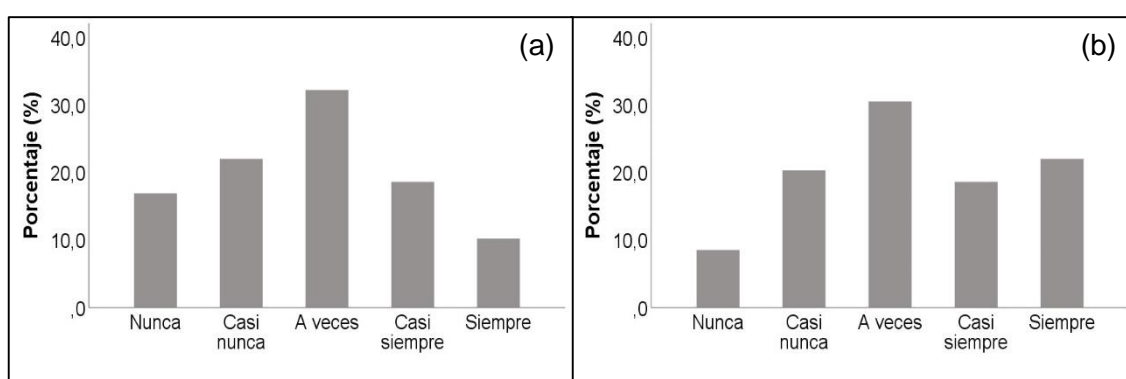 (a)
Porcentaje (%)
40,0
30,0
20,0
10,0
,0
Nunca
Casi
nunca
A veces
Casi
siempre
Siempre
(b)
Porcentaje (%)
40,0
30,0
20,0
10,0
,0
Nunca
Casi
nunca
A veces
Casi
siempre
Siempre